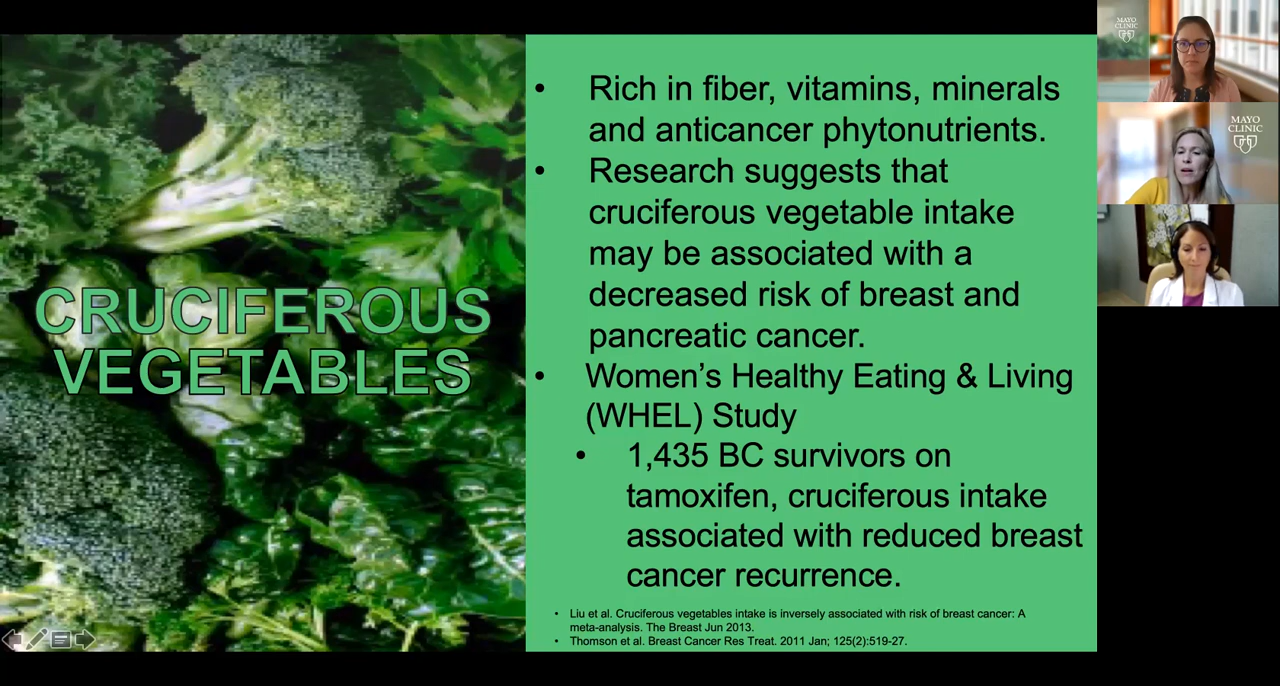 CRUCIFEROUS
VEGETABLES
• Rich in fiber, vitamins, minerals
and anticancer phytonutrients.
• Research suggests that
cruciferous vegetable intake
may be associated with a
decreased risk of breast and
pancreatic cancer.
• Women’s Healthy Eating & Living
(WHEL) Study
• 1,435 BC survivors on
tamoxifen, cruciferous intake
associated with reduced breast
cancer recurrence.
• Liu et al. Cruciferous vegetables intake is inversely associated with risk of breast cancer: A
meta-analysis. The Breast Jun 2013.
• Thomson et al. Breast Cancer Res Treat. 2011 Jan; 125(2):519-27.
MAYO
CLINIC
MAYO
CLINIC